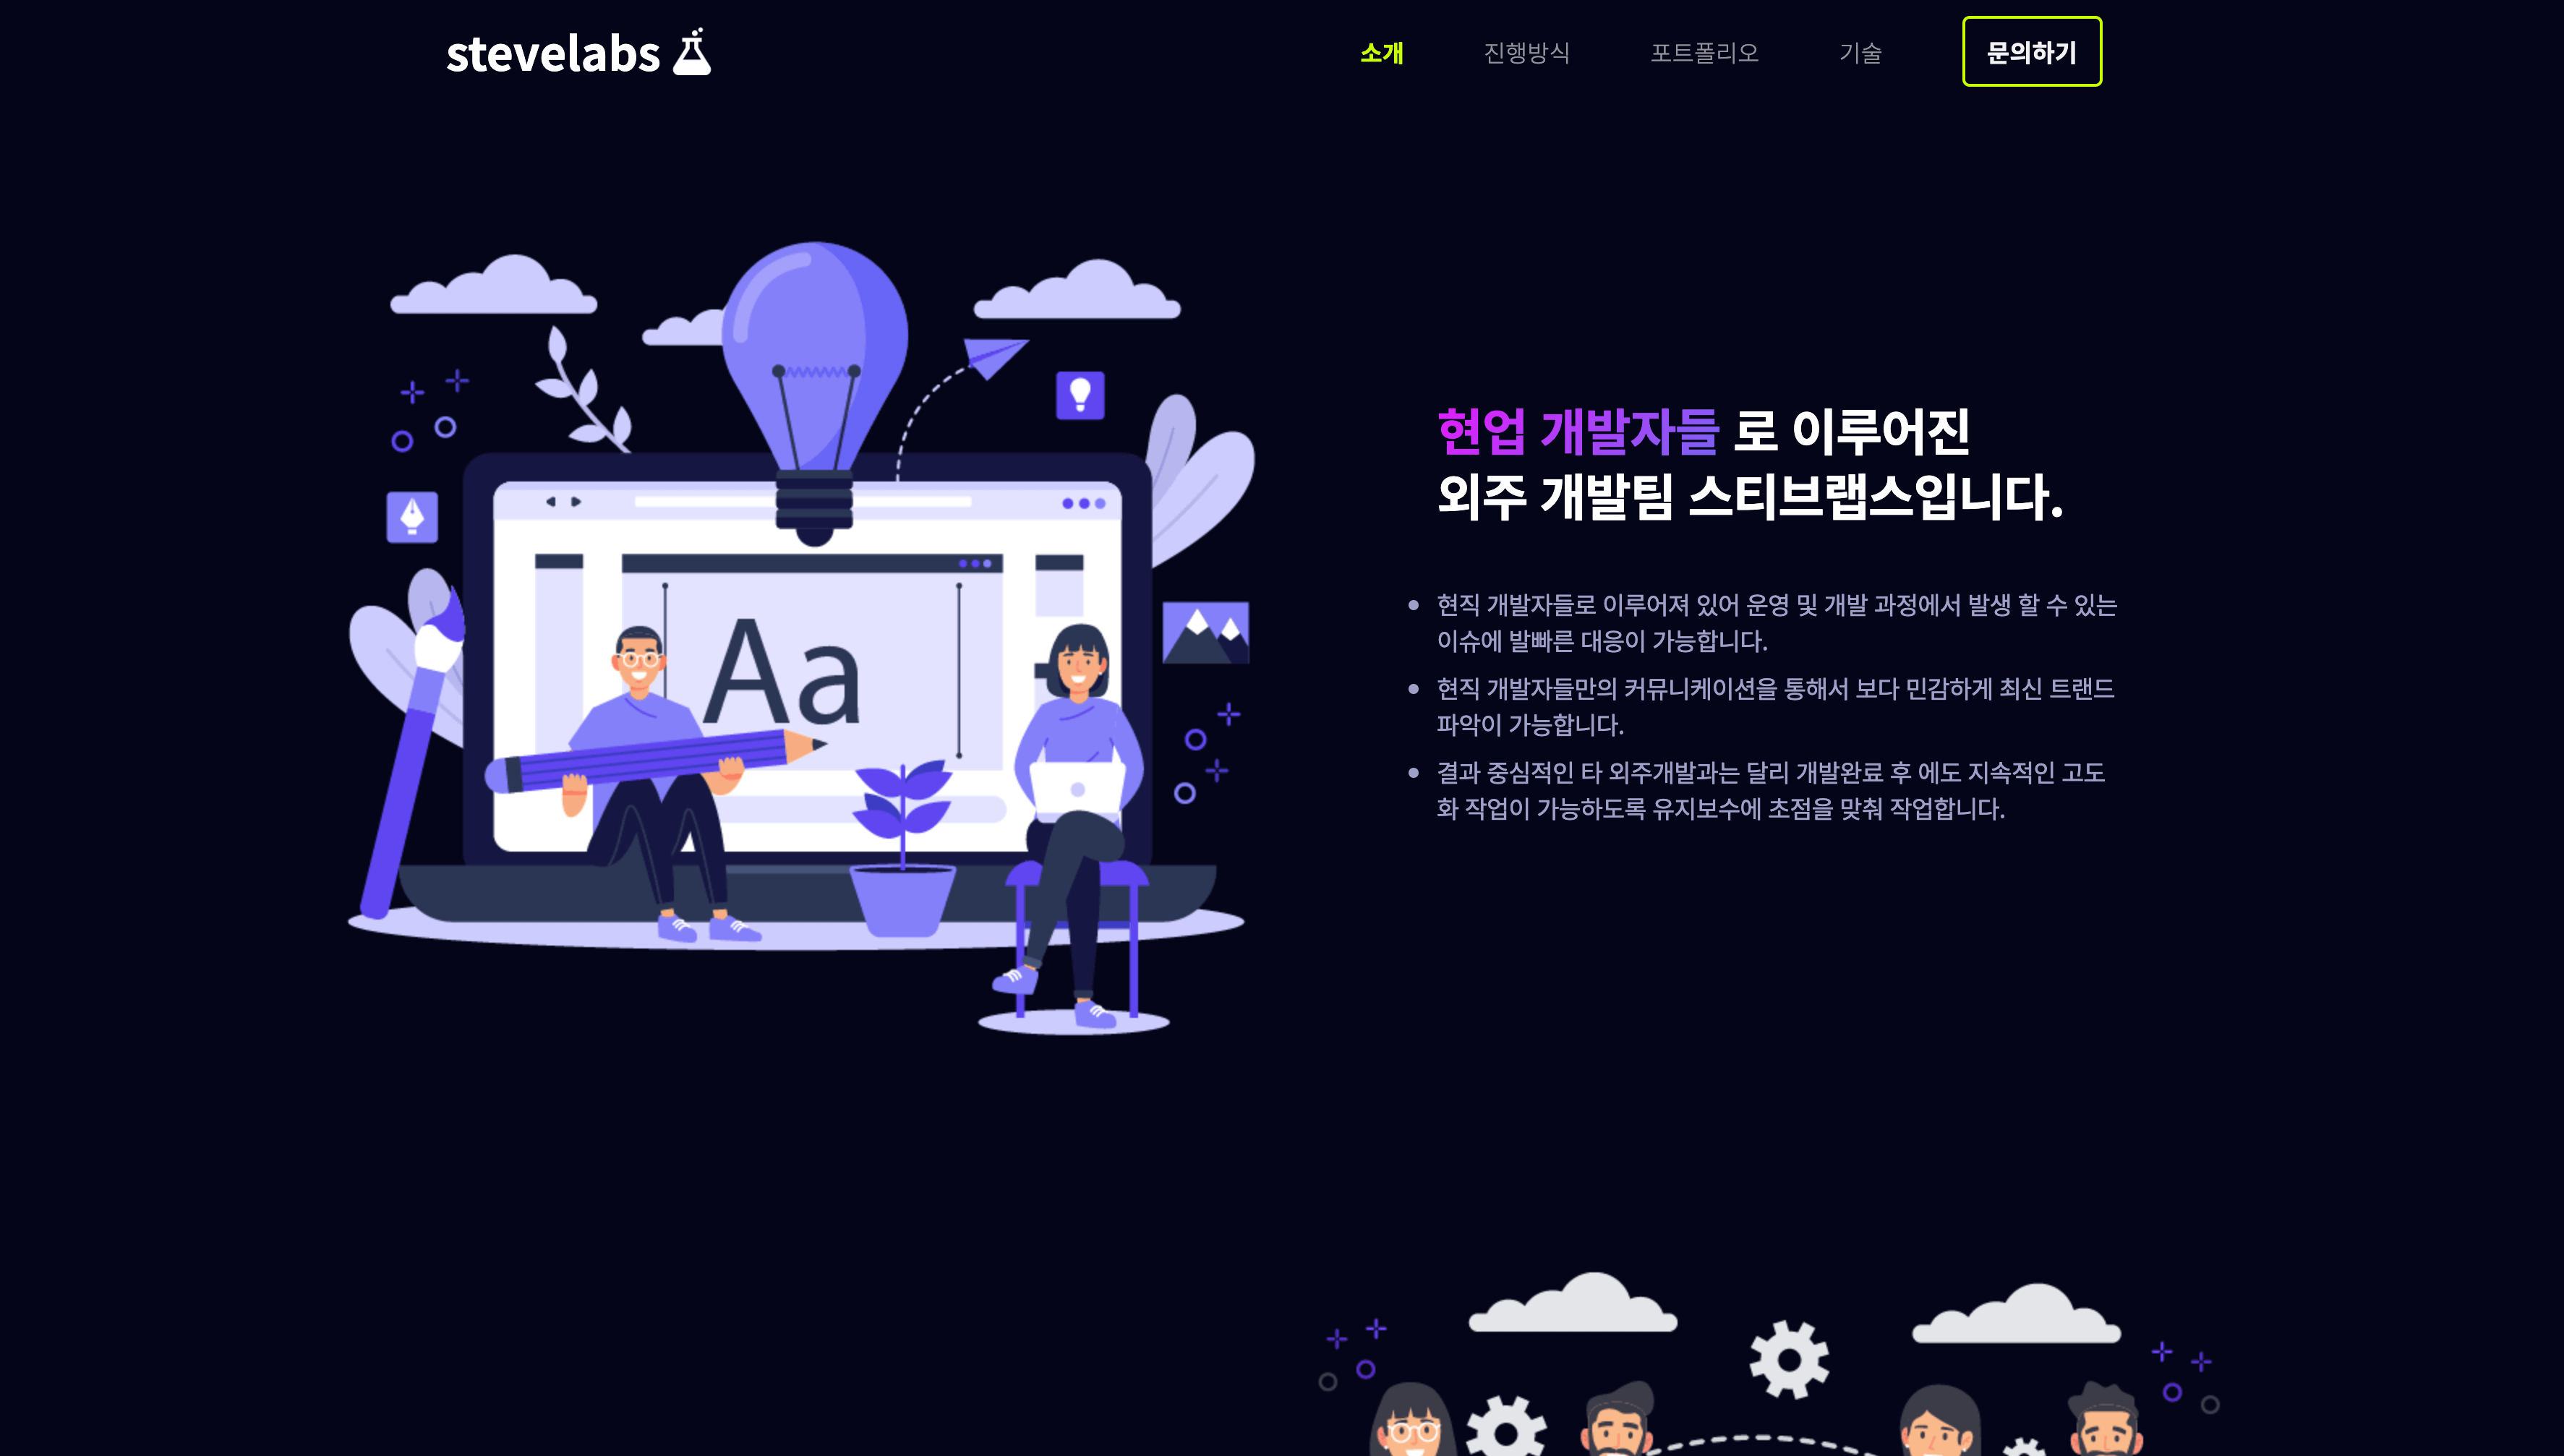 stevelabs
소개 진행방식 포트폴리오 기술 문의하기
Aa
현업 개발자들 로 이루어진
외주 개발팀 스티브랩스입니다.
현직 개발자들로 이루어져 있어 운영 및 개발 과정에서 발생 할 수 있는
이슈에 발빠른 대응이 가능합니다.
현직 개발자들만의 커뮤니케이션을 통해서 보다 민감하게 최신 트랜드
파악이 가능합니다.
결과 중심적인 타 외주개발과는 달리 개발완료 후 에도 지속적인 고도
화 작업이 가능하도록 유지보수에 초점을 맞춰 작업합니다.